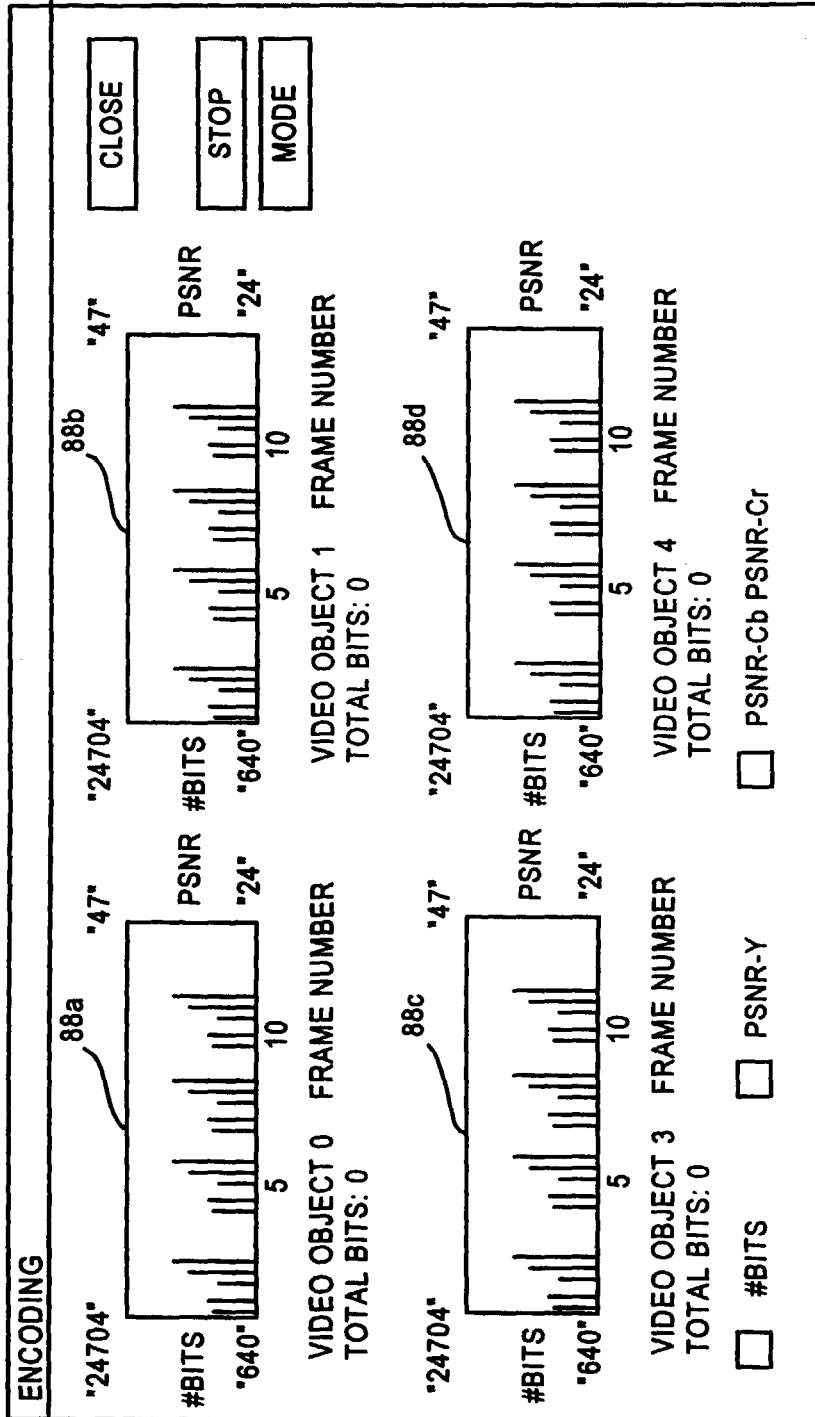 ENCODING
88a
"24704"
"47"
#BITS
PSNR
"640"
"24"
5
10
VIDEO OBJECT 0 FRAME NUMBER
TOTAL BITS: 0
88b
"24704"
"47"
#BITS
PSNR
"640"
"24"
5
10
VIDEO OBJECT 1 FRAME NUMBER
TOTAL BITS: 0
CLOSE
STOP
MODE
88c
"24704"
"47"
#BITS
PSNR
"640"
"24"
5
10
VIDEO OBJECT 3 FRAME NUMBER
TOTAL BITS: 0
88d
"24704"
"47"
#BITS
PSNR
"640"
"24"
5
10
VIDEO OBJECT 4 FRAME NUMBER
TOTAL BITS: 0
#BITS
PSNR-Y
PSNR-Cb PSNR-Cr